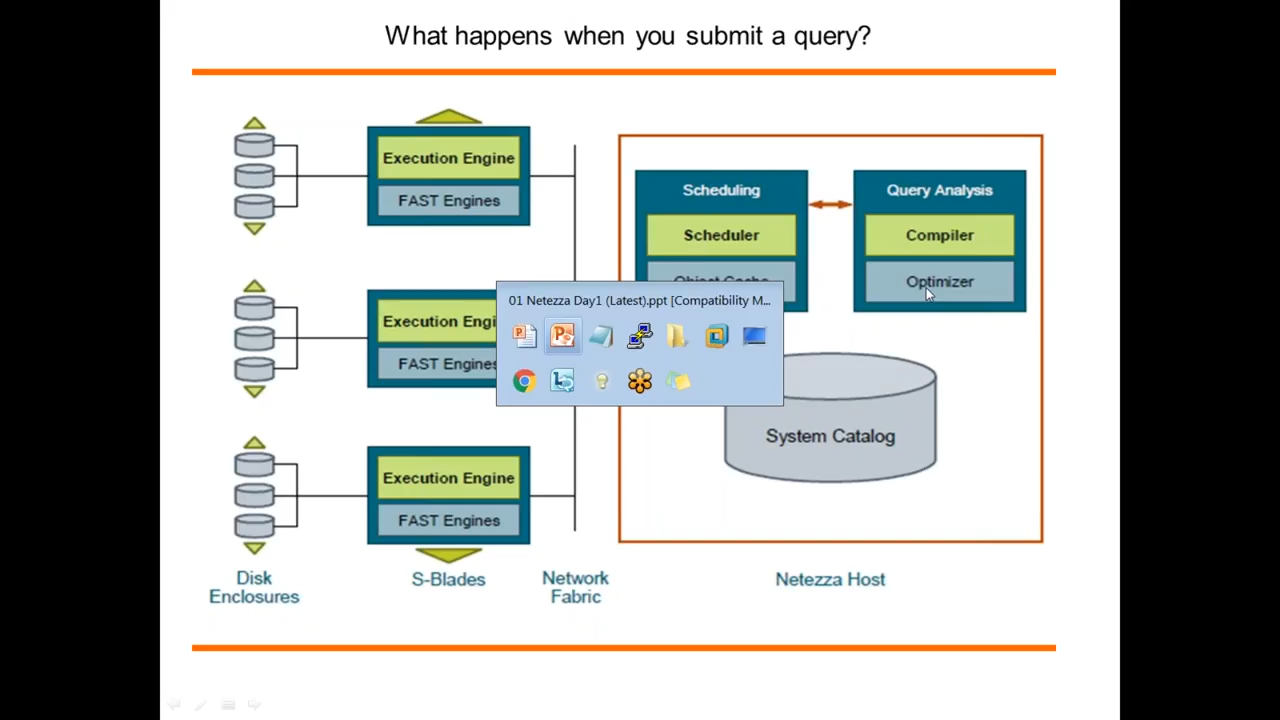 What happens when you submit a query?
Execution Engine
FAST Engines
Execution Engi
FAST Engines
Execution Engine
FAST Engines
Disk
Enclosures
S-Blades
Network
Fabric
Scheduling
Scheduler
Object Cache
Query Analysis
Compiler
Optimizer
01 Netezza Day1 (Latest).ppt [Compatibility M...
System Catalog
Netezza Host